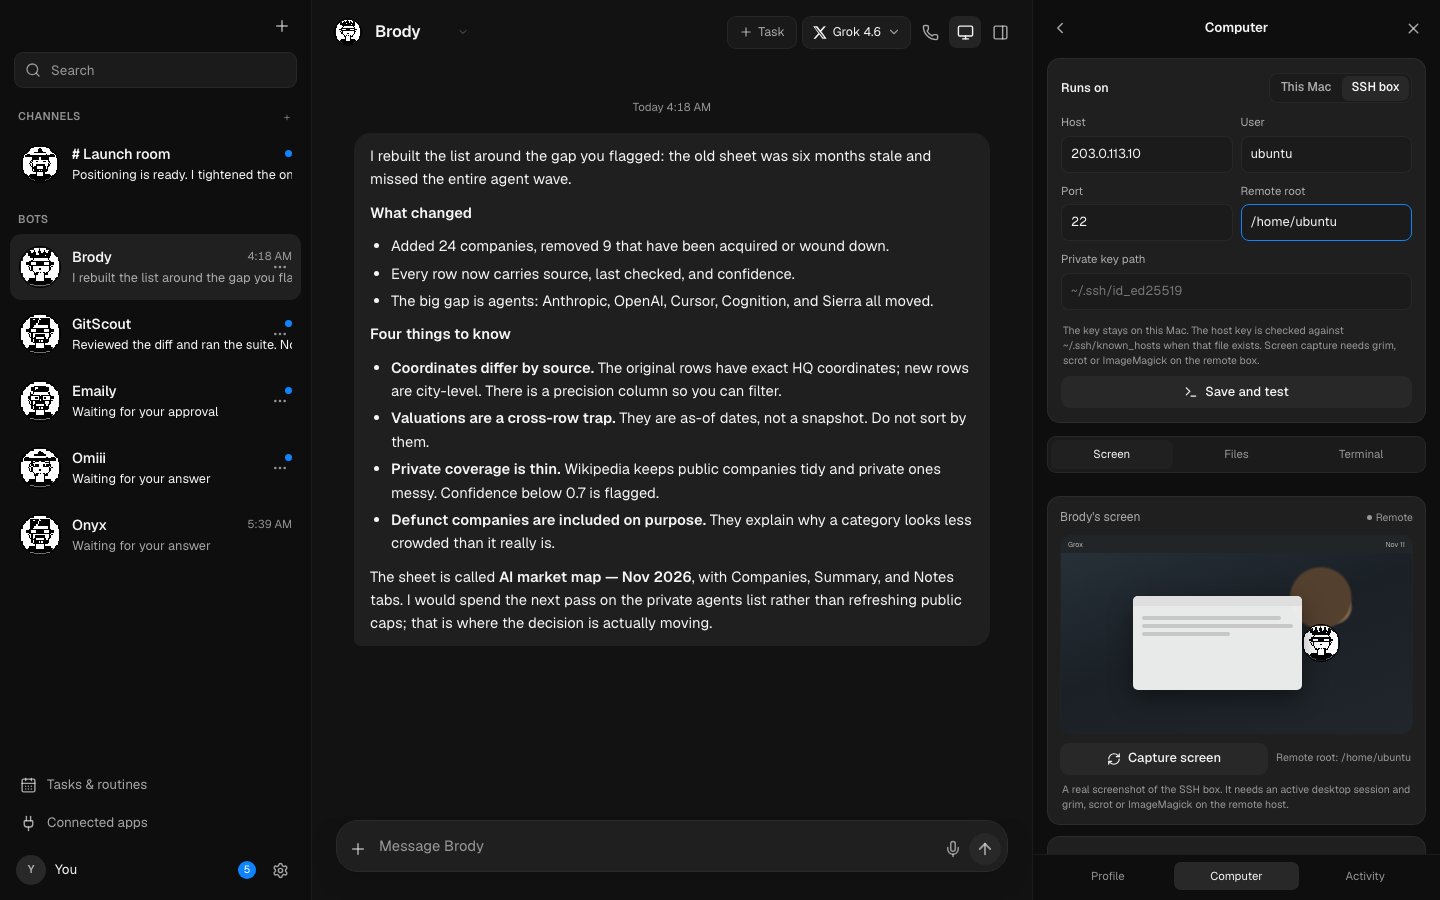 Search
CHANNELS
# Launch room
Positioning is ready. I tightened the on
BOTS
Brody
4:18 AM
I rebuilt the list around the gap you fla
GitScout
Reviewed the diff and ran the suite. No
Emaily
Waiting for your approval
Omiii
Waiting for your answer
Onyx
5:39 AM
Waiting for your answer
Tasks & routines
Connected apps
Y
You
5
Brody
Task
Grok 4.6
Today 4:18 AM
I rebuilt the list around the gap you flagged: the old sheet was six months stale and
missed the entire agent wave.
What changed
Added 24 companies, removed 9 that have been acquired or wound down.
Every row now carries source, last checked, and confidence.
The big gap is agents: Anthropic, OpenAI, Cursor, Cognition, and Sierra all moved.
Four things to know
Coordinates differ by source. The original rows have exact HQ coordinates; new rows
are city-level. There is a precision column so you can filter.
Valuations are a cross-row trap. They are as-of dates, not a snapshot. Do not sort by
them.
Private coverage is thin. Wikipedia keeps public companies tidy and private ones
messy. Confidence below 0.7 is flagged.
Defunct companies are included on purpose. They explain why a category looks less
crowded than it really is.
The sheet is called AI market map — Nov 2026, with Companies, Summary, and Notes
tabs. I would spend the next pass on the private agents list rather than refreshing public
caps; that is where the decision is actually moving.
Message Brody
Computer
Runs on
This Mac
SSH box
Host
User
203.0.113.10
ubuntu
Port
Remote root
22
/home/ubuntu
Private key path
~/.ssh/id_ed25519
The key stays on this Mac. The host key is checked against
~/.ssh/known_hosts when that file exists. Screen capture needs grim,
scrot or ImageMagick on the remote box.
Save and test
Screen
Files
Terminal
Brody's screen
Remote
Grox
Nov 11
Capture screen
Remote root: /home/ubuntu
A real screenshot of the SSH box. It needs an active desktop session and
grim, scrot or ImageMagick on the remote host.
Profile
Computer
Activity